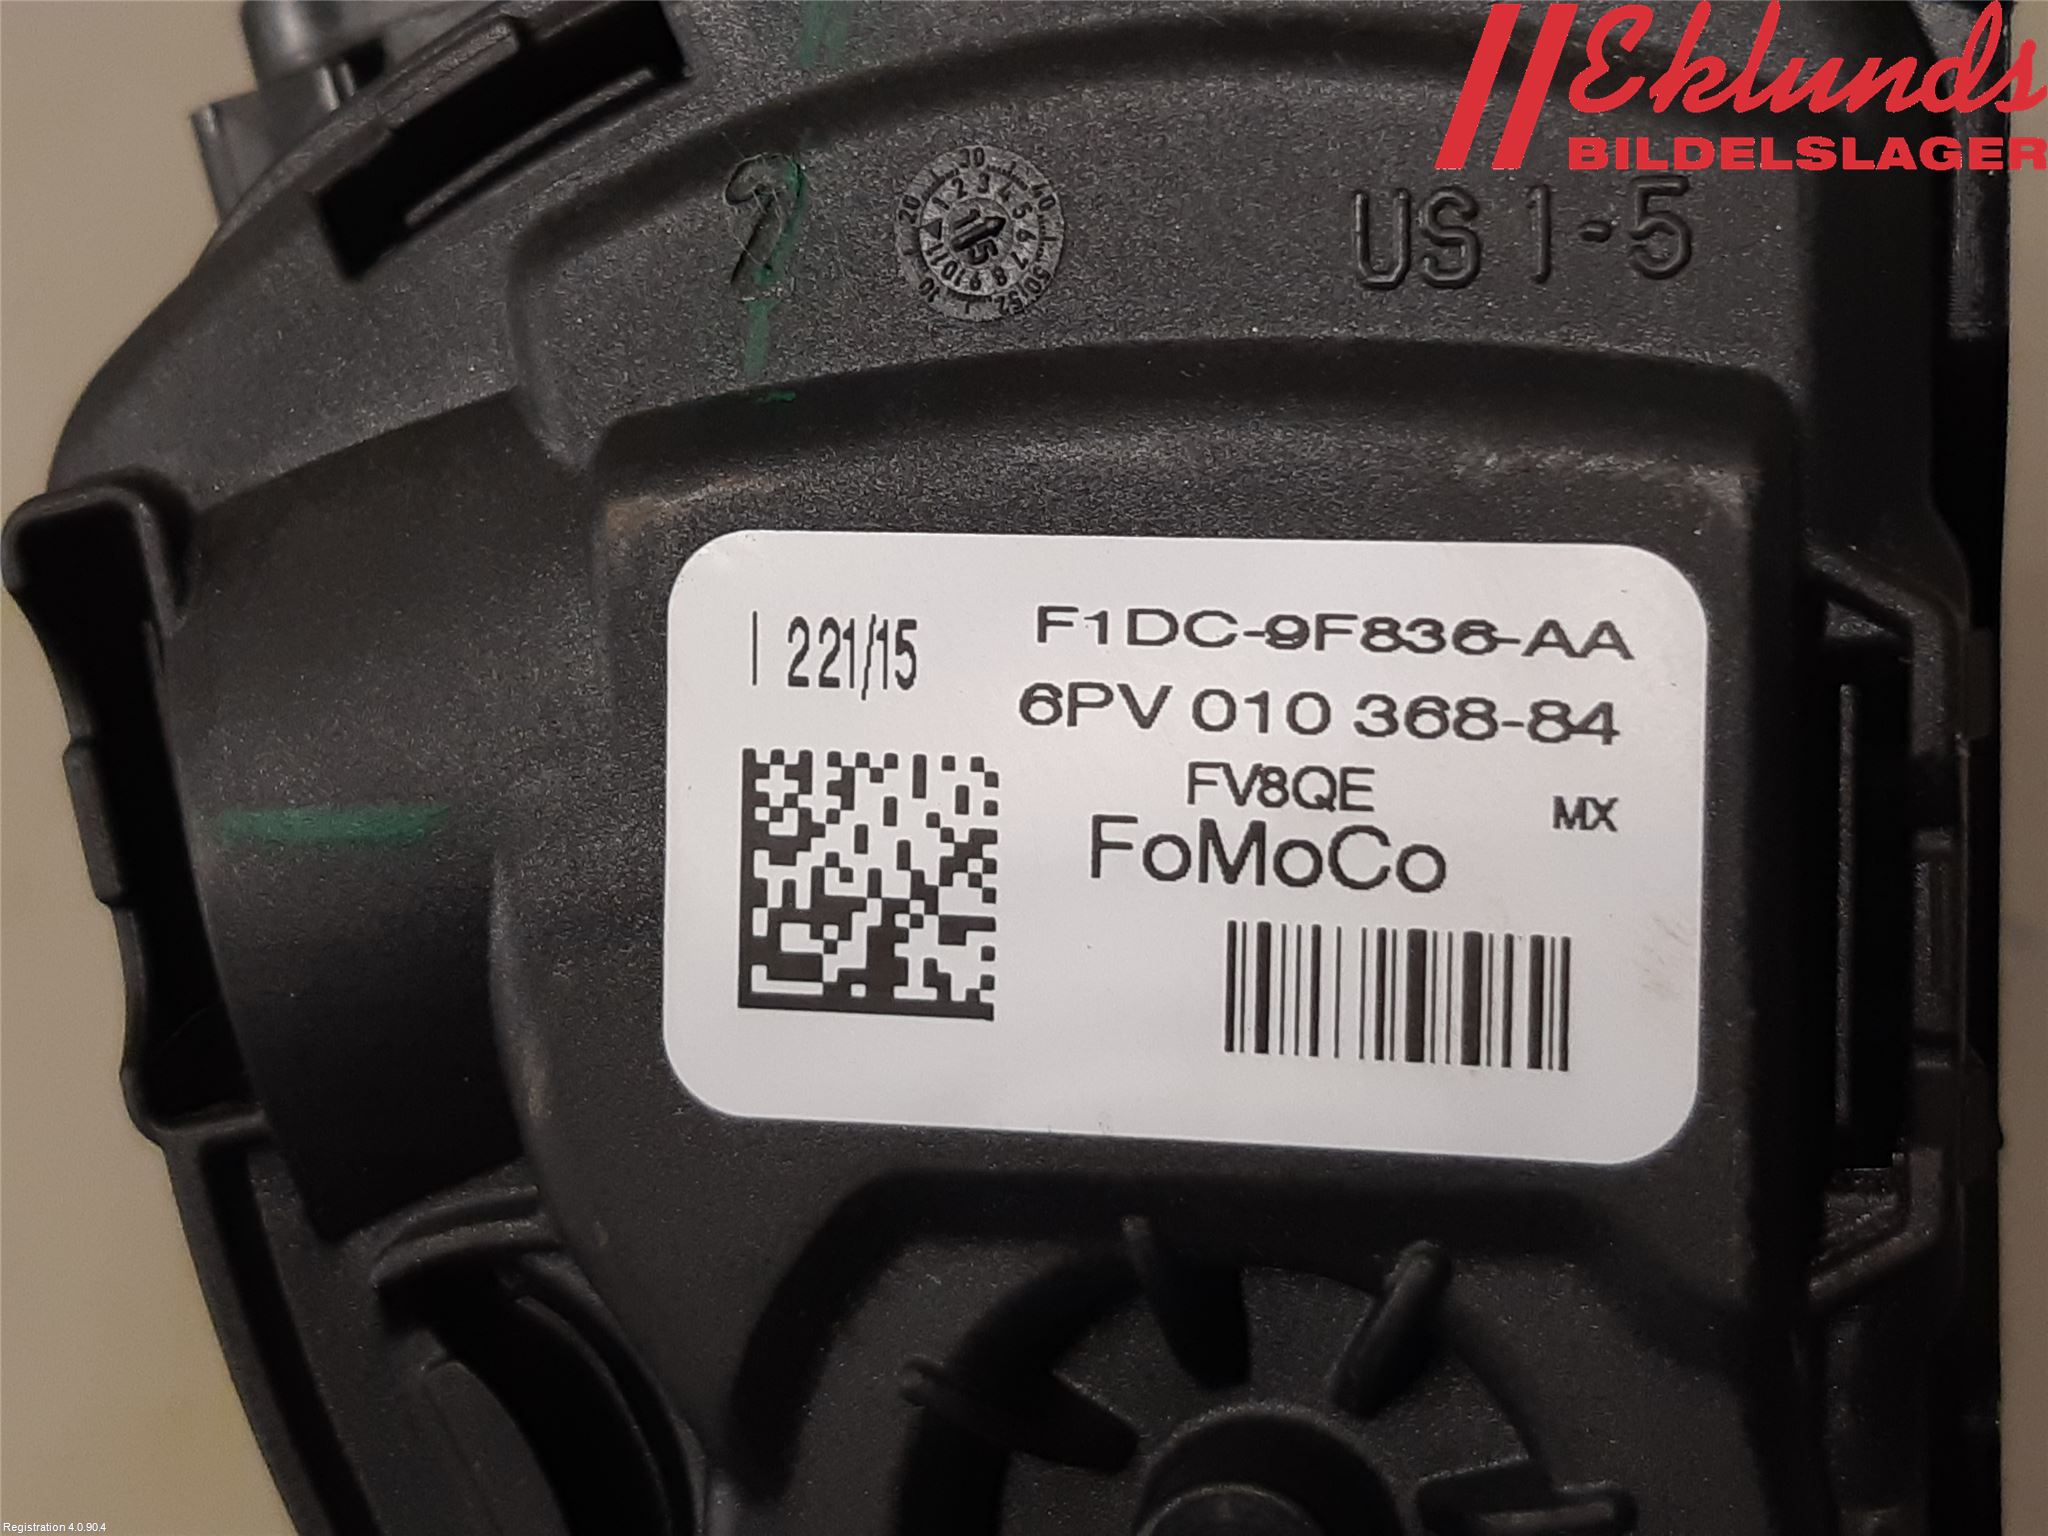 Eklunds
BILDELSLAGER
US 1-5
2
I 221/15
F1DC-9F836-AA
6PV 010 368-84
FV8QE
MX
FoMoCo
Registration 4.0.90.4